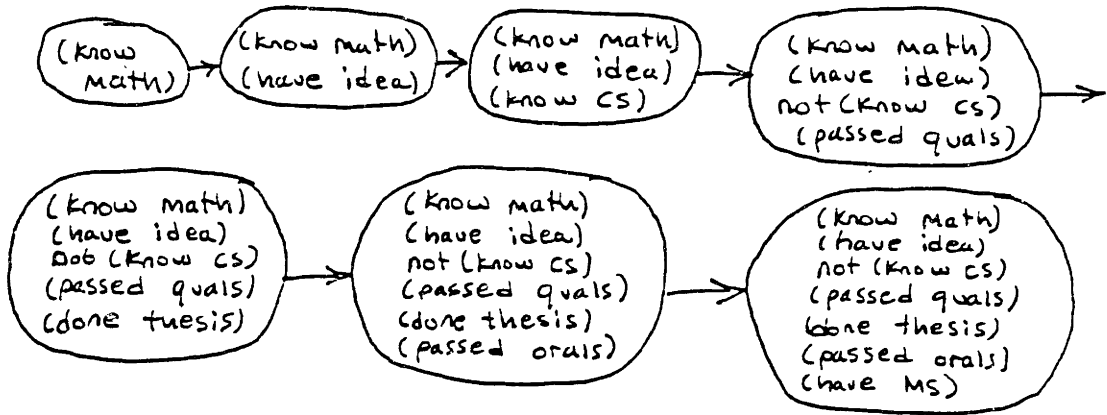 (know
math)
(know math)
(have idea)
(know math)
(have idea)
(know CS)
(know math)
(have idea)
not (know cs)
(passed quals)
(know math)
(have idea)
not (know cs)
(passed quals)
(done thesis)
(know math)
(have idea)
not (know cs)
(passed quals)
(done thesis)
(passed orals)
(know math)
(have idea)
not (know cs)
(passed quals)
(done thesis)
(passed orals)
(have MS)